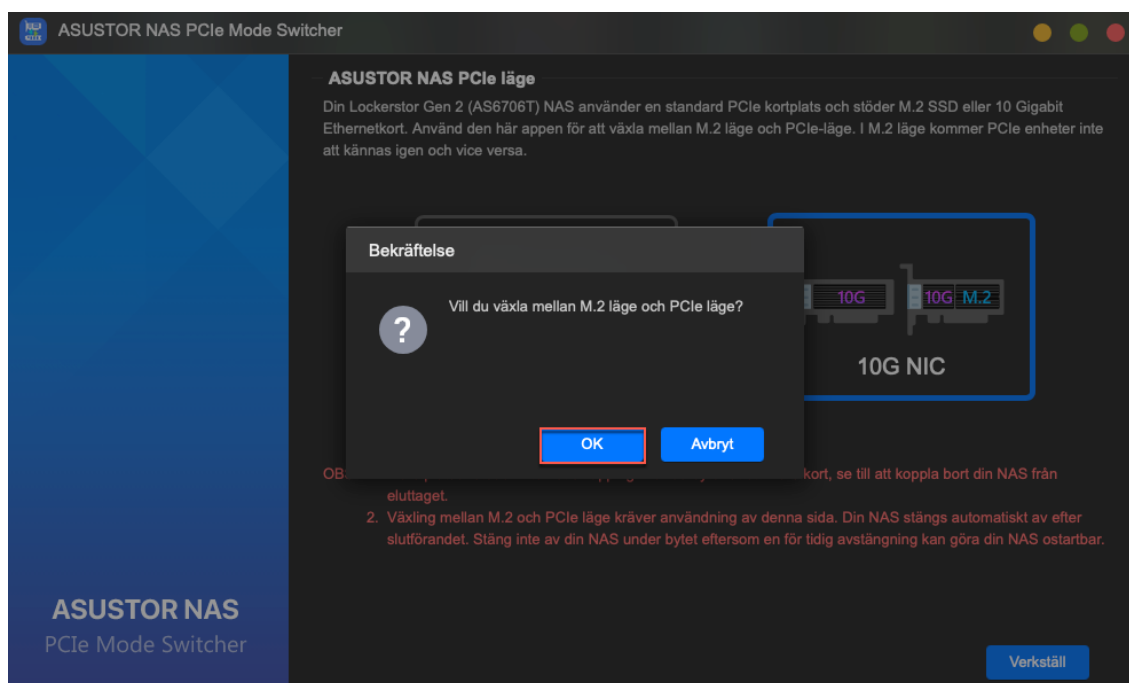 ASUSTOR NAS PCIe Mode Switcher
ASUSTOR NAS PCIe läge
Din Lockerstor Gen 2 (AS6706T) NAS använder en standard PCIe kortplats och stöder M.2 SSD eller 10 Gigabit
Ethernetkort. Använd den här appen för att växla mellan M.2 läge och PCIe-läge. I M.2 läge kommer PCIe enheter inte
att kännas igen och vice versa.
Bekräftelse
Vill du växla mellan M.2 läge och PCIe läge?
?
OK
Avbryt
10G
10G M.2
10G NIC
OB
kort, se till att koppla bort din NAS från
eluttaget.
2. Växling mellan M.2 och PCIe läge kräver användning av denna sida. Din NAS stängs automatiskt av efter
slutförandet. Stäng inte av din NAS under bytet eftersom en för tidig avstängning kan göra din NAS ostartbar.
ASUSTOR NAS
PCIe Mode Switcher
Verkställ